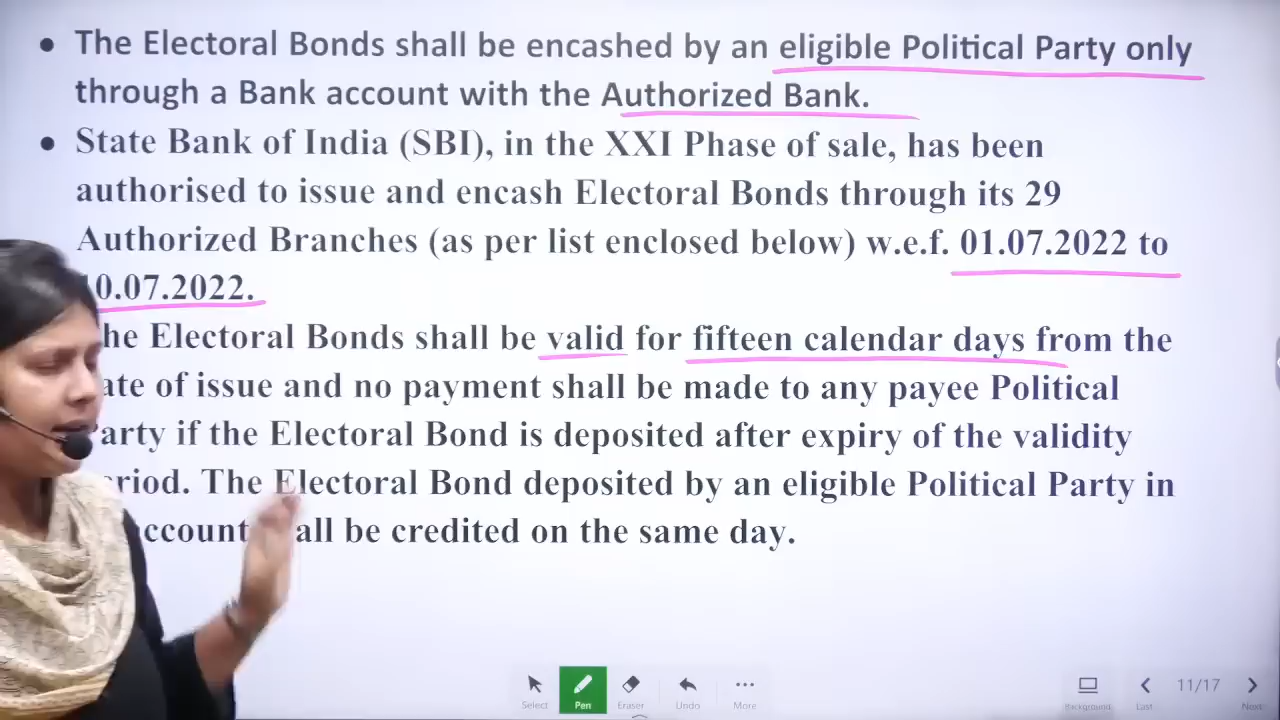 • The Electoral Bonds shall be encashed by an eligible Political Party only
through a Bank account with the Authorized Bank.
• State Bank of India (SBI), in the XXI Phase of sale, has been
authorised to issue and encash Electoral Bonds through its 29
Authorized Branches (as per list enclosed below) w.e.f. 01.07.2022 to
0.07.2022.
he Electoral Bonds shall be valid for fifteen calendar days from the
ate of issue and no payment shall be made to any payee Political
arty if the Electoral Bond is deposited after expiry of the validity
riod. The Electoral Bond deposited by an eligible Political Party in
ccount all be credited on the same day.
Select Pen Eraser Undo More Background Last 11/17 Next